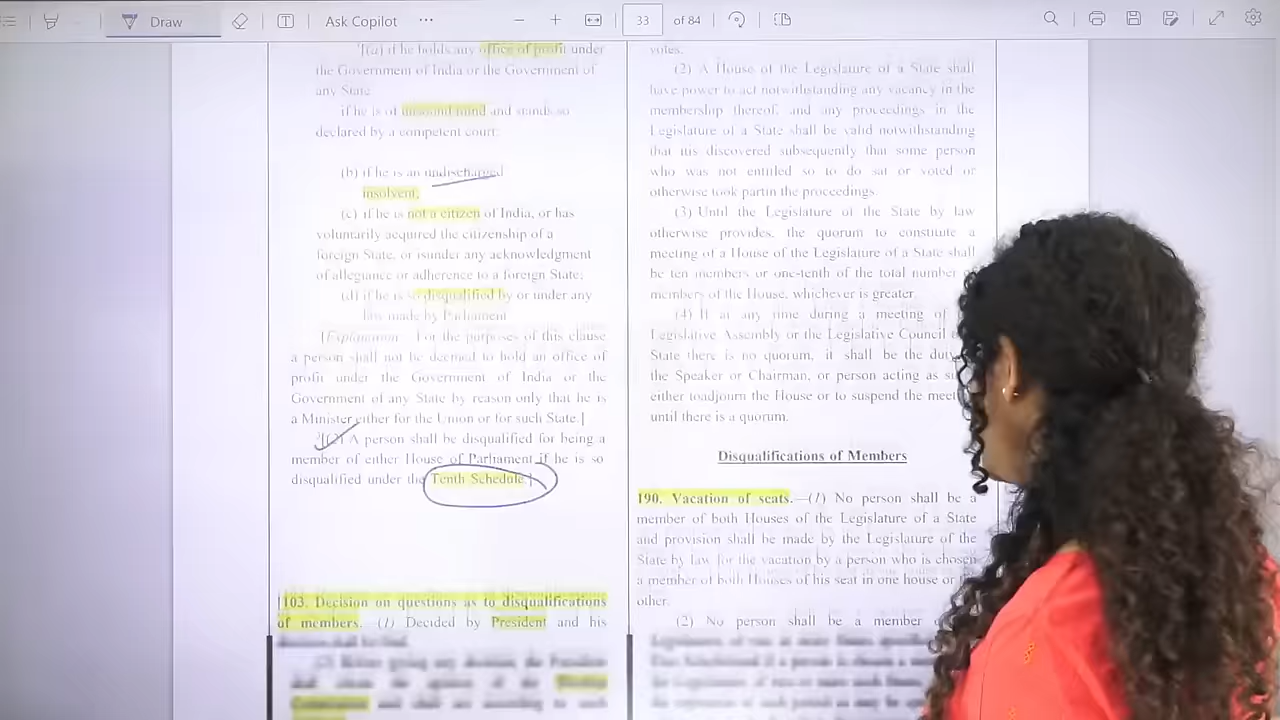 Draw
Ask Copilot
33 of 84
[(a) if he holds any office of profit under
the Government of India or the Government of
any State
if he is of unsound mind and stands so
declared by a competent court;
(b) if he is an undischarged
insolvent;
(c) if he is not a citizen of India, or has
voluntarily acquired the citizenship of a
foreign State, or isunder any acknowledgment
of allegiance or adherence to a foreign State;
(d) if he is so disqualified by or under any
law made by Parliament
[Explanation. For the purposes of this clause
a person shall not be deemed to hold an office of
profit under the Government of India or the
Government of any State by reason only that he is
a Minister either for the Union or for such State.]
3[(2) A person shall be disqualified for being a
member of either House of Parliament if he is so
disqualified under the Tenth Schedule.]
[103. Decision on questions as to disqualifications
of members. (1) Decided by President and his
votes.
(2) A House of the Legislature of a State shall
have power to act notwithstanding any vacancy in the
membership thereof, and any proceedings in the
Legislature of a State shall be valid notwithstanding
that itis discovered subsequently that some person
who was not entitled so to do sat or voted or
otherwise took partin the proceedings.
(3) Until the Legislature of the State by law
otherwise provides, the quorum to constitute a
meeting of a House of the Legislature of a State shall
be ten members or one-tenth of the total number
members of the House, whichever is greater.
(4) If at any time during a meeting of
Legislative Assembly or the Legislative Council
State there is no quorum, it shall be the duty
the Speaker or Chairman, or person acting as
either toadjourn the House or to suspend the
until there is a quorum.
Disqualifications of Members
190. Vacation of seats.—(1) No person shall be a
member of both Houses of the Legislature of a State
and provision shall be made by the Legislature of the
State by law for the vacation by a person who is chosen
a member of both Houses of his seat in one house or
other.
(2) No person shall be a member